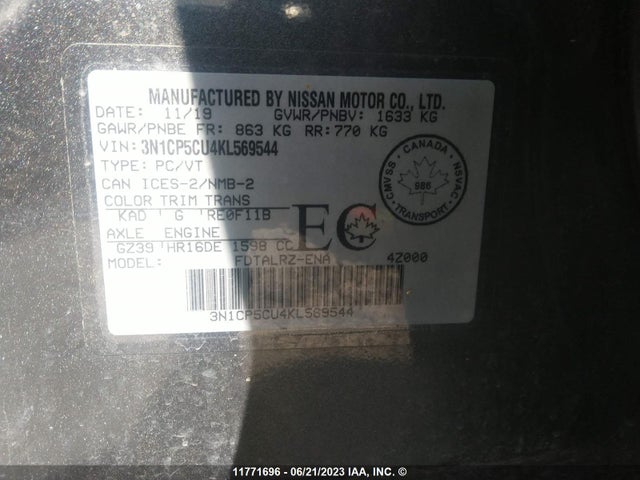 MANUFACTURED BY NISSAN MOTOR CO., LTD.
DATE: 11/19 GVWR/PNBV: 1633 KG
GAWR/PNBE FR: 863 KG RR: 770 KG
VIN: 3N1CP5CU4KL569544
TYPE: PC/VT
CAN ICES-2/NMB-2
COLOR TRIM TRANS
KAD G RE0F11B
AXLE ENGINE
GZ39 HR16DE 1598 CC
MODEL: FDTALRZ-ENA 4Z000
3N1CP5CU4KL569544
EC
CMVSS - CANADA - NSVAC
986
TRANSPORT
11771696 - 06/21/2023 IAA, INC. ©